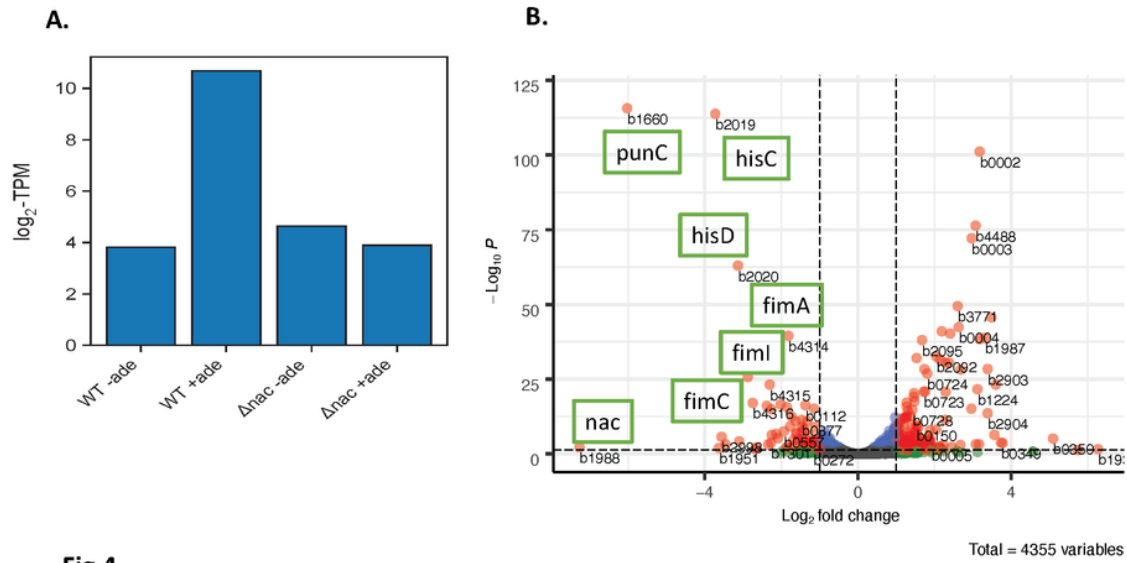 A.
log2-TPM
10
8
6
4
2
0
WT -ade
WT +ade
Δnac -ade
Δnac +ade
B.
− Log10 P
125
100
75
50
25
0
b1660
b2019
b0002
punC
hisC
b4488
b0003
hisD
b2020
fimA
b3771
b4314
b0004
b1987
fimI
b2095
b2092
b2903
b4315
b0724
fimC
b1224
b4316
b0112
b0723
nac
b0877
b0728
b2904
b0557
b0150
b1988
b1951
b1301
b0272
b0005
b0349
b0350
−4
0
4
Log2 fold change
Total = 4355 variables